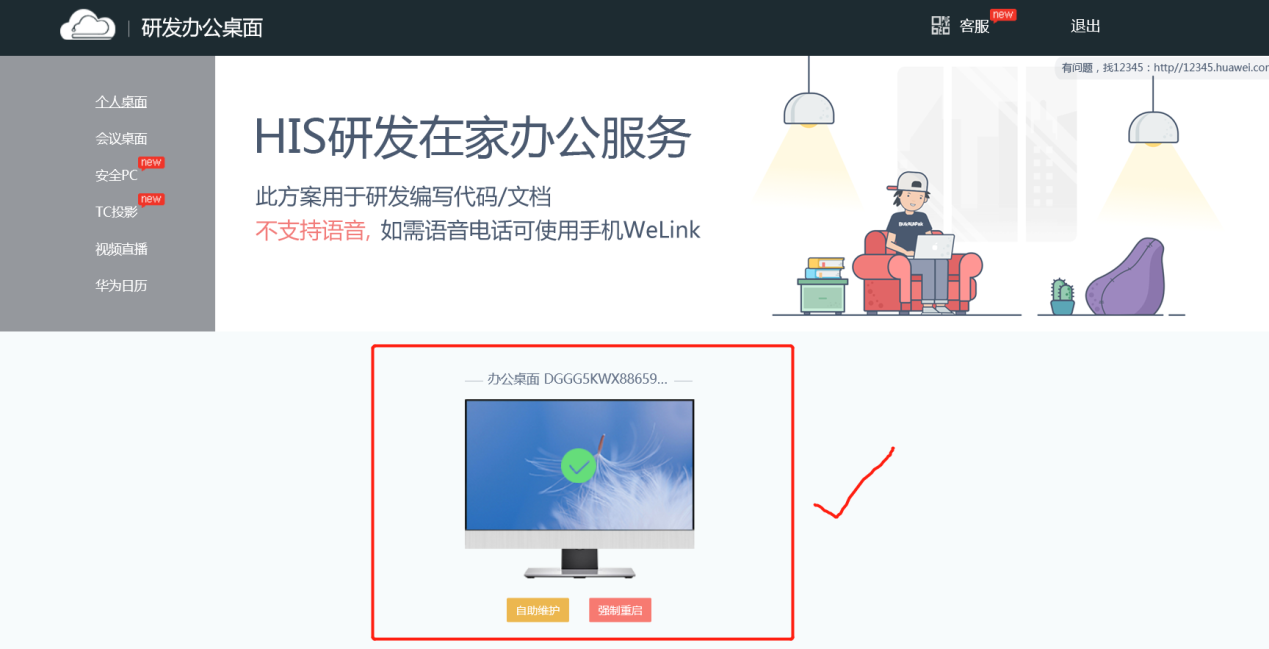 研发办公桌面
客服
new
退出
有问题，找12345：http//12345.huawei.com
个人桌面
会议桌面
安全PC
new
TC投影
new
视频直播
华为日历
HIS研发在家办公服务
此方案用于研发编写代码/文档
不支持语音, 如需语音电话可使用手机WeLink
办公桌面 DGGG5KWX88659...
自助维护
强制重启